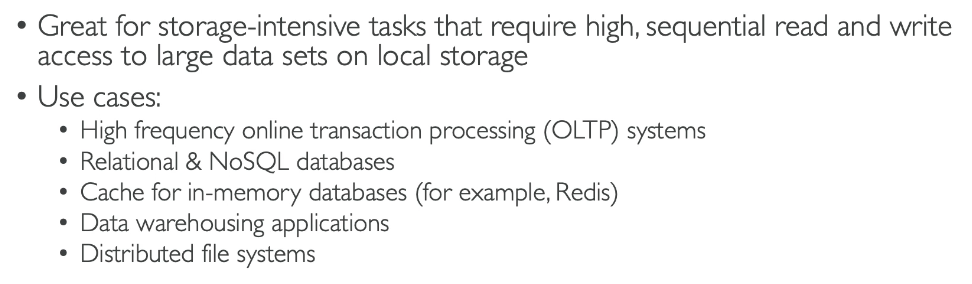 • Great for storage-intensive tasks that require high, sequential read and write
access to large data sets on local storage
• Use cases:
• High frequency online transaction processing (OLTP) systems
• Relational & NoSQL databases
• Cache for in-memory databases (for example, Redis)
• Data warehousing applications
• Distributed file systems